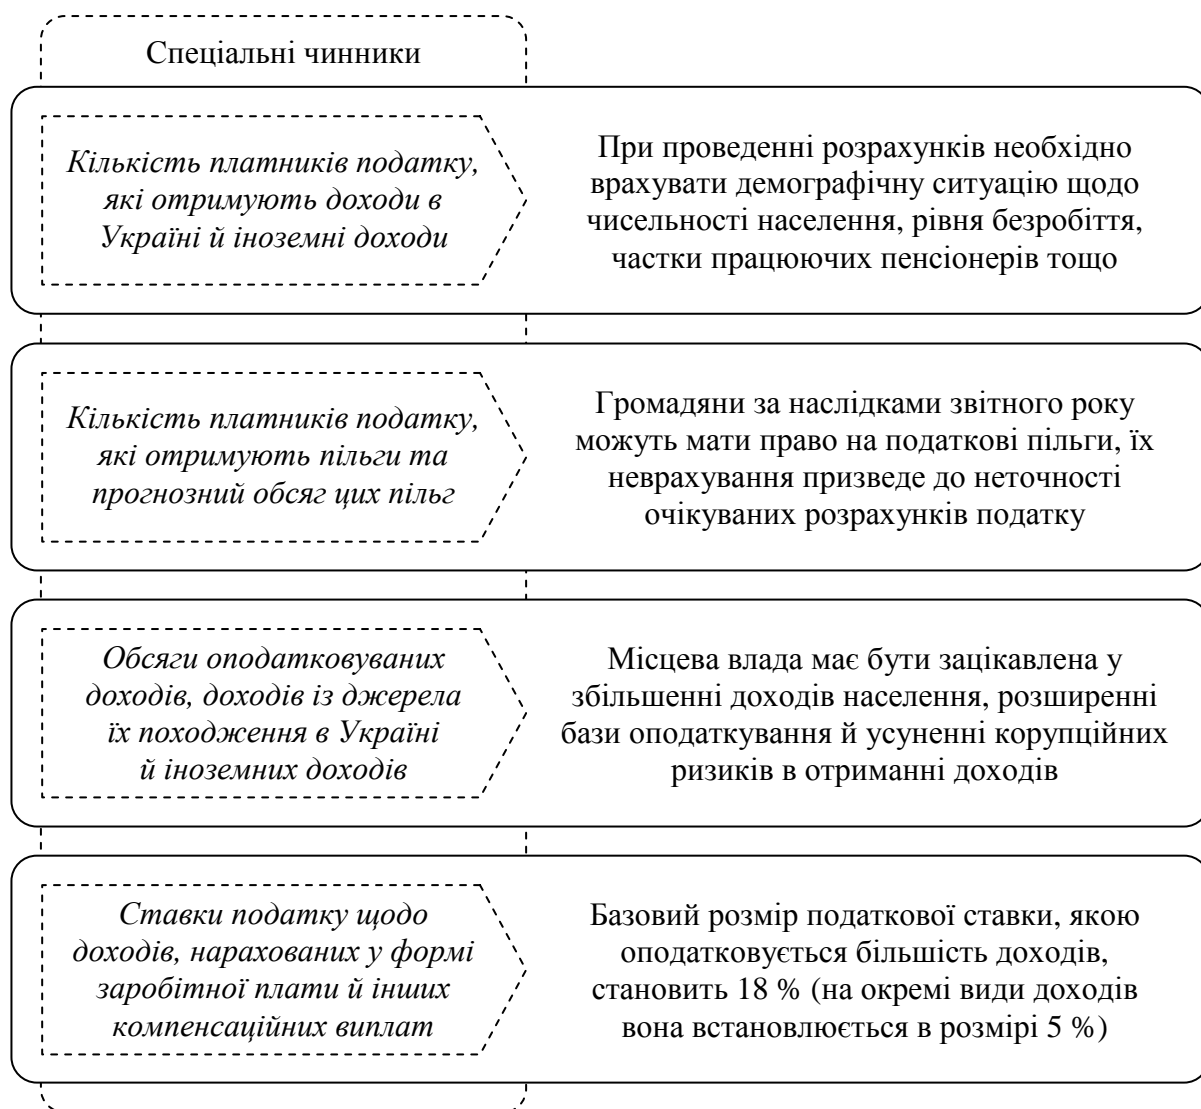 Спеціальні чинники
Кількість платників податку,
які отримують доходи в
Україні й іноземні доходи
При проведенні розрахунків необхідно
врахувати демографічну ситуацію щодо
чисельності населення, рівня безробіття,
частки працюючих пенсіонерів тощо
Кількість платників податку,
які отримують пільги та
прогнозний обсяг цих пільг
Громадяни за наслідками звітного року
можуть мати право на податкові пільги, їх
неврахування призведе до неточності
очікуваних розрахунків податку
Обсяги оподатковуваних
доходів, доходів із джерела
їх походження в Україні
й іноземних доходів
Місцева влада має бути зацікавлена у
збільшенні доходів населення, розширенні
бази оподаткування й усуненні корупційних
ризиків в отриманні доходів
Ставки податку щодо
доходів, нарахованих у формі
заробітної плати й інших
компенсаційних виплат
Базовий розмір податкової ставки, якою
оподатковується більшість доходів,
становить 18 % (на окремі види доходів
вона встановлюється в розмірі 5 %)